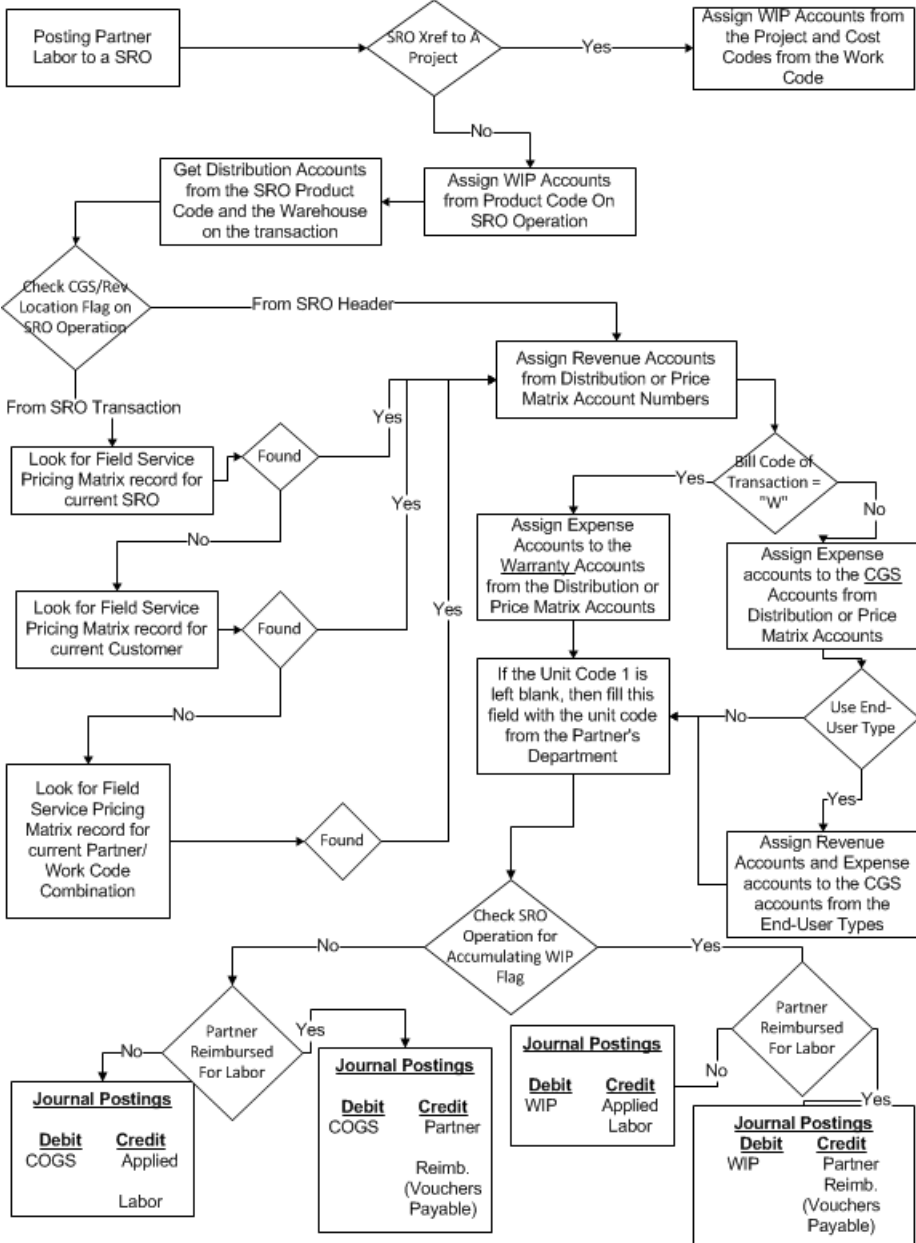 Posting Partner
Labor to a SRO
SRO Xref to A
Project
Yes
Assign WIP Accounts from
the Project and Cost
Codes from the Work
Code
No
Get Distribution Accounts
from the SRO Product
Code and the Warehouse
on the transaction
Assign WIP Accounts
from Product Code On
SRO Operation
Check CGS/Rev
Location Flag on
SRO Operation
From SRO Header
Assign Revenue Accounts
from Distribution or Price
Matrix Account Numbers
From SRO Transaction
Look for Field Service
Pricing Matrix record for
current SRO
Found
Yes
No
Look for Field Service
Pricing Matrix record for
current Customer
Found
Yes
No
Look for Field
Service Pricing
Matrix record for
current Partner/
Work Code
Combination
Found
Yes
Bill Code of
Transaction =
"W"
Yes
No
Assign Expense
Accounts to the
Warranty Accounts
from the Distribution or
Price Matrix Accounts
Assign Expense
accounts to the CGS
Accounts from
Distribution or Price
Matrix Accounts
If the Unit Code 1 is
left blank, then fill this
field with the unit code
from the Partner's
Department
No
Use End-
User Type
Yes
Assign Revenue
Accounts and Expense
accounts to the CGS
accounts from the
End-User Types
Check SRO
Operation for
Accumulating WIP
Flag
No
Yes
Partner
Reimbursed
For Labor
No
Yes
Journal Postings
Debit Credit
COGS Applied
Labor
Journal Postings
Debit Credit
COGS Partner
Reimb.
(Vouchers
Payable)
Partner
Reimbursed
For Labor
No
Yes
Journal Postings
Debit Credit
WIP Applied
Labor
Journal Postings
Debit Credit
WIP Partner
Reimb.
(Vouchers
Payable)